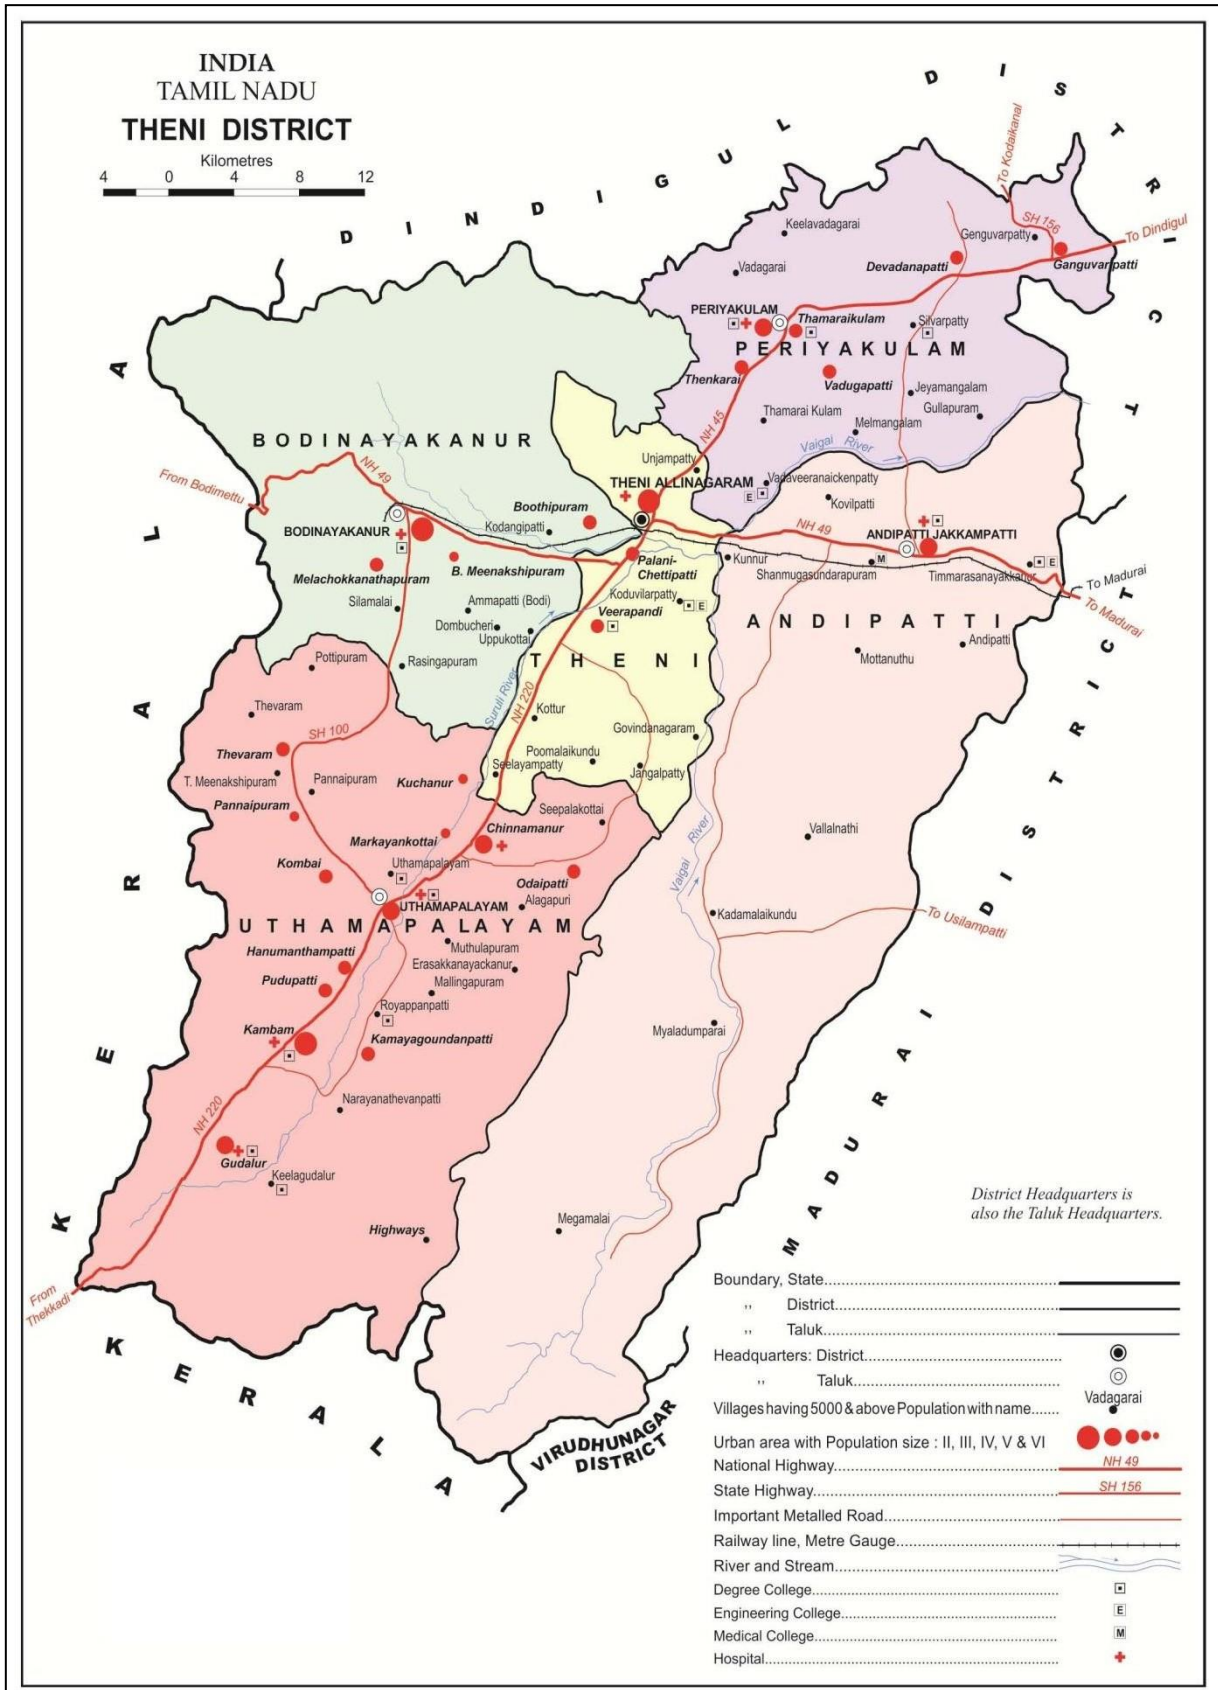 INDIA
TAMIL NADU
THENI DISTRICT
Kilometres
4 0 4 8 12
DINDIGUL DISTRICT
To Kodaikanal
SH 156
To Dindigul
Keelavadagarai
Genguvarpatty
Devadanapatti
Ganguvarpatti
Vadagarai
PERIYAKULAM
Thamaraikulam
Silvarpatty
PERIYAKULAM
Thenkarai
Vadugapatti
Jeyamangalam
Gullapuram
Thamarai Kulam
Melmangalam
NH 45
Vaigai River
KERALA
BODINAYAKANUR
NH 49
From Bodimettu
Unjampatty
THENI ALLINAGARAM
Vadaveeranaickenpatty
E
Kovilpatti
Boothipuram
Kodangipatti
BODINAYAKANUR
NH 49
ANDIPATTI JAKKAMPATTI
B. Meenakshipuram
Melachokkanathapuram
Palani-
Chettipatti
Kunnur
Shanmugasundarapuram
M
Timmarasanayakkanur
E
To Madurai
To Madurai
Silamalai
Ammapatti (Bodi)
Dombucheri
Uppukottai
Koduvilarpatty
E
Veerapandi
ANDIPATTI
Andipatti
Mottanuthu
THENI
Pottipuram
Rasingapuram
Suruli River
NH 220
Thevaram
Kottur
SH 100
Govindanagaram
Thevaram
T. Meenakshipuram
Pannaipuram
Kuchanur
Poomalaikundu
Seelayampatty
Jangalpatty
Pannaipuram
Seepalakottai
Markayankottai
Chinnamanur
Vallalnathi
Vaigai River
Kombai
Uthamapalayam
Odaipatti
Alagapuri
UTHAMAPALAYAM
UTHAMAPALAYAM
Kadamalaikundu
To Usilampatti
Hanumanthampatti
Muthulapuram
Erasakkanayackanur
Pudupatti
Mallingapuram
Royappanpatti
Myaladumparai
Kambam
Kamayagoundanpatti
Narayanathevanpatti
NH 220
Gudalur
Keelagudalur
Highways
Megamalai
MADURAI DISTRICT
From
Thekkadi
KERALA
VIRUDHUNAGAR
DISTRICT
District Headquarters is
also the Taluk Headquarters.
Boundary, State
,, District
,, Taluk
Headquarters: District
,, Taluk
Villages having 5000 & above Population with name Vadagarai
Urban area with Population size : II, III, IV, V & VI
National Highway NH 49
State Highway SH 156
Important Metalled Road
Railway line, Metre Gauge
River and Stream
Degree College
Engineering College E
Medical College M
Hospital